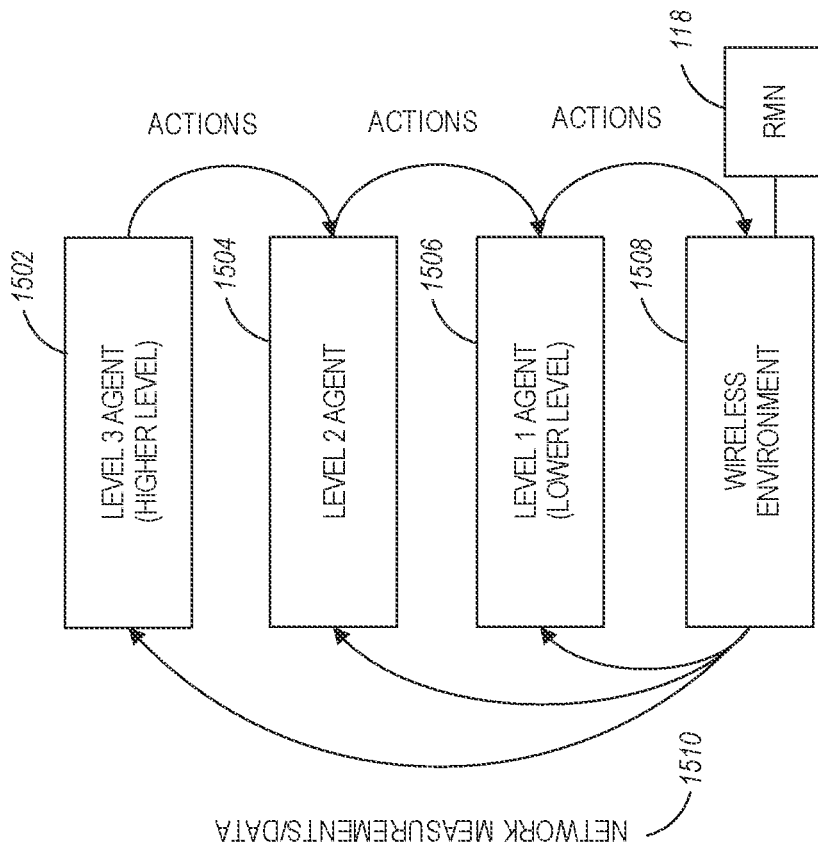 ACTIONS
ACTIONS
ACTIONS
118
RMN
1502
LEVEL 3 AGENT
(HIGHER LEVEL)
1504
LEVEL 2 AGENT
1506
LEVEL 1 AGENT
(LOWER LEVEL)
1508
WIRELESS
ENVIRONMENT
NETWORK MEASUREMENTS/DATA
1510